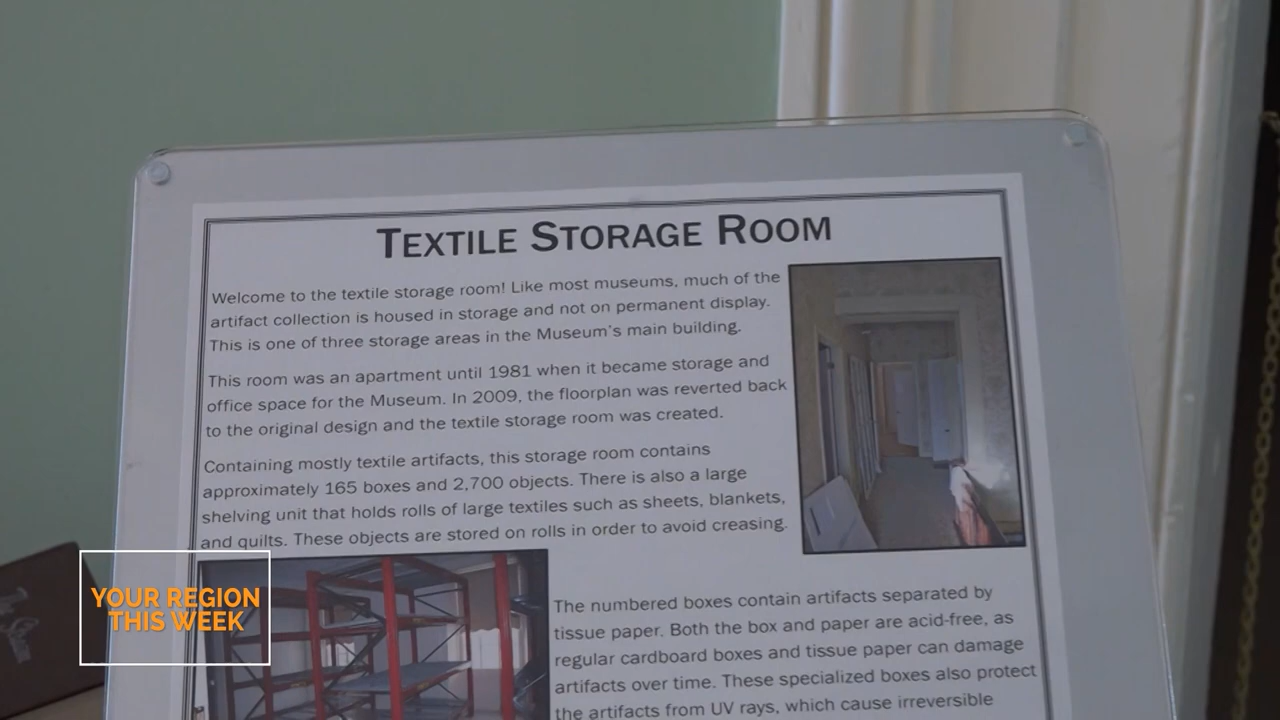 TEXTILE STORAGE ROOM
Welcome to the textile storage room! Like most museums, much of the
artifact collection is housed in storage and not on permanent display.
This is one of three storage areas in the Museum's main building.
This room was an apartment until 1981 when it became storage and
office space for the Museum. In 2009, the floorplan was reverted back
to the original design and the textile storage room was created.
Containing mostly textile artifacts, this storage room contains
approximately 165 boxes and 2,700 objects. There is also a large
shelving unit that holds rolls of large textiles such as sheets, blankets,
and quilts. These objects are stored on rolls in order to avoid creasing.
The numbered boxes contain artifacts separated by
tissue paper. Both the box and paper are acid-free, as
regular cardboard boxes and tissue paper can damage
artifacts over time. These specialized boxes also protect
the artifacts from UV rays, which cause irreversible
YOUR REGION
THIS WEEK